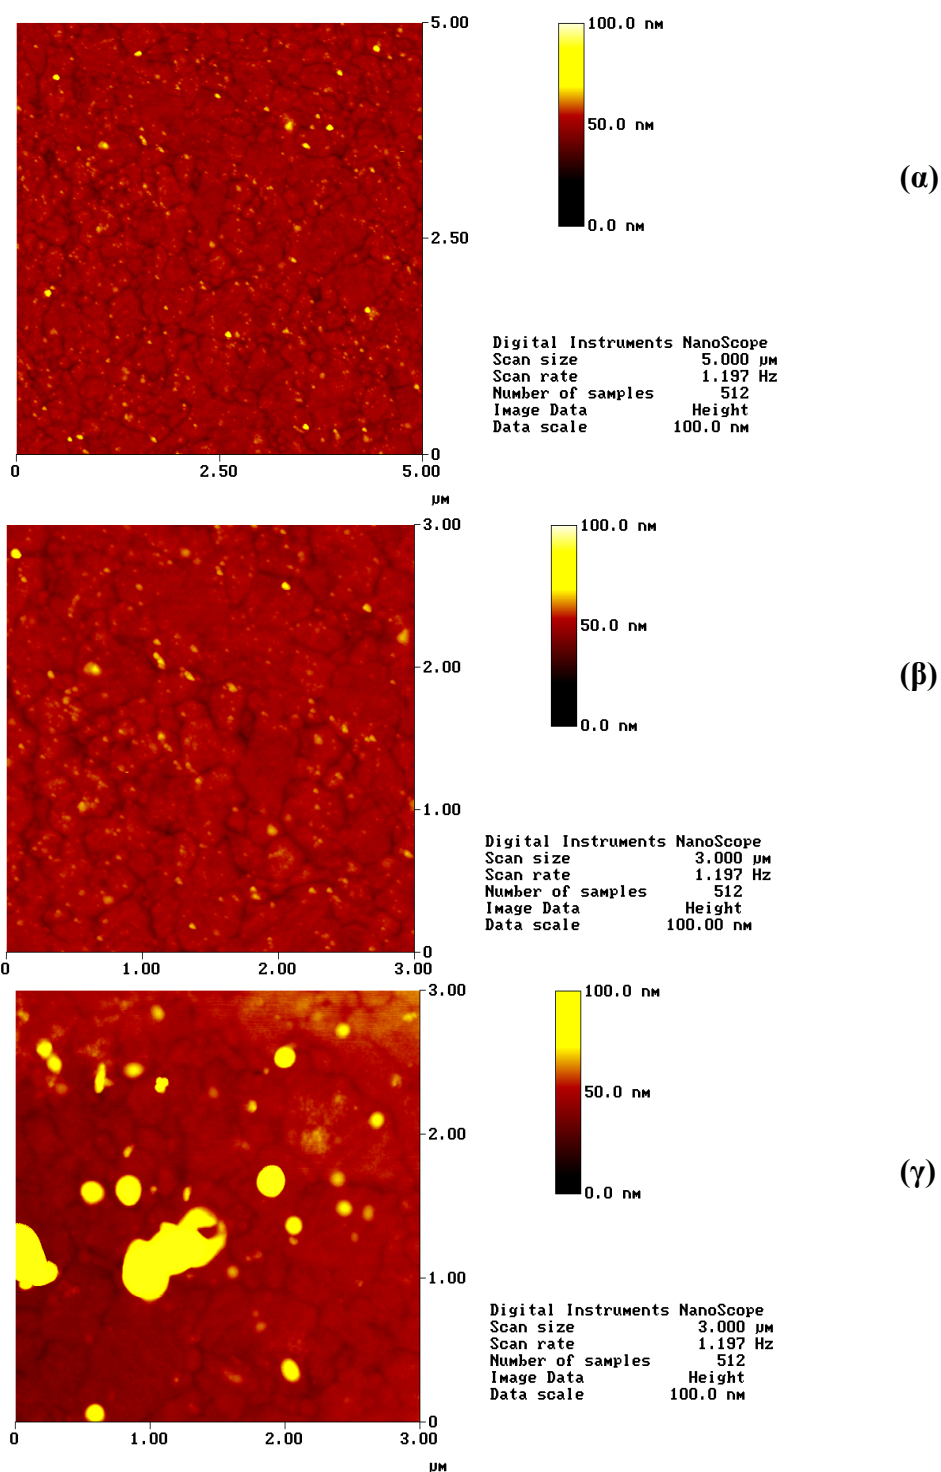 5.00
100.0 nm
50.0 nm
(α)
2.50
0.0 nm
Digital Instruments NanoScope
Scan size 5.000 μm
Scan rate 1.197 Hz
Number of samples 512
Image Data Height
Data scale 100.0 nm
0
0 2.50 5.00
μm
3.00
100.0 nm
50.0 nm
2.00
(β)
0.0 nm
1.00
Digital Instruments NanoScope
Scan size 3.000 μm
Scan rate 1.197 Hz
Number of samples 512
Image Data Height
Data scale 100.00 nm
0
0 1.00 2.00 3.00
3.00
100.0 nm
50.0 nm
2.00
(γ)
0.0 nm
1.00
Digital Instruments NanoScope
Scan size 3.000 μm
Scan rate 1.197 Hz
Number of samples 512
Image Data Height
Data scale 100.0 nm
0
0 1.00 2.00 3.00
μm